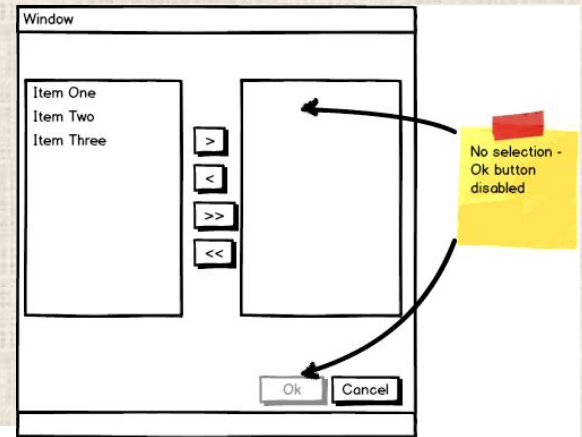 Window
Item One
Item Two
Item Three
>
<
>>
<<
No selection -
Ok button
disabled
Ok
Cancel